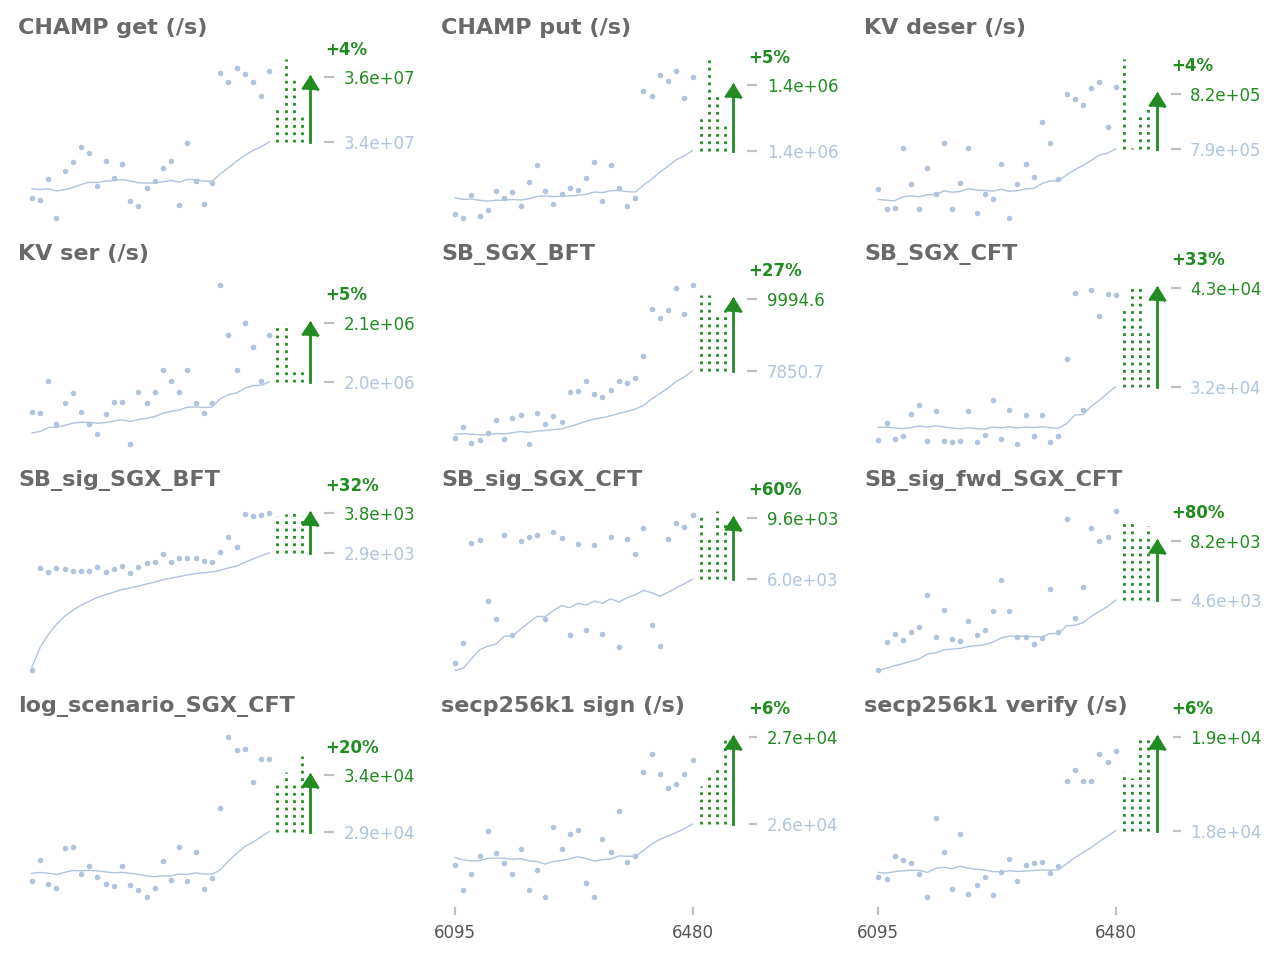 CHAMP get (/s)
+4%
3.6e+07
3.4e+07
CHAMP put (/s)
+5%
1.4e+06
1.4e+06
KV deser (/s)
+4%
8.2e+05
7.9e+05
KV ser (/s)
+5%
2.1e+06
2.0e+06
SB_SGX_BFT
+27%
9994.6
7850.7
SB_SGX_CFT
+33%
4.3e+04
3.2e+04
SB_sig_SGX_BFT
+32%
3.8e+03
2.9e+03
SB_sig_SGX_CFT
+60%
9.6e+03
6.0e+03
SB_sig_fwd_SGX_CFT
+80%
8.2e+03
4.6e+03
log_scenario_SGX_CFT
+20%
3.4e+04
2.9e+04
secp256k1 sign (/s)
+6%
2.7e+04
2.6e+04
6095
6480
secp256k1 verify (/s)
+6%
1.9e+04
1.8e+04
6095
6480